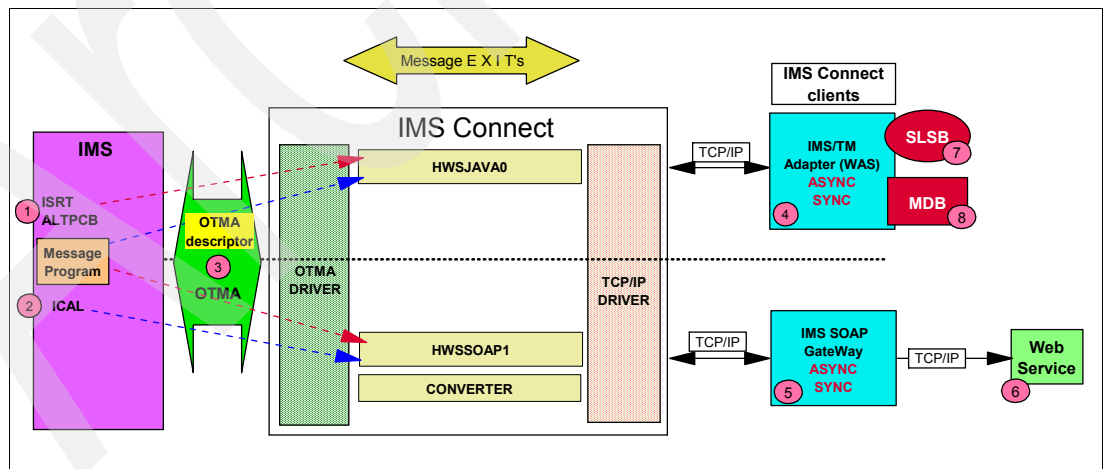 Message E X I T's
IMS Connect
clients
IMS
IMS Connect
TCP/IP
IMS/TM
Adapter (WAS)
ASYNC
SYNC
4
SLSB
7
MDB
8
HWSJAVA0
1
ISRT
ALTPCB
OTMA
descriptor
3
OTMA
Message
Program
2
ICAL
OTMA
DRIVER
TCP/IP
DRIVER
HWSSOAP1
CONVERTER
TCP/IP
IMS SOAP
GateWay
ASYNC
SYNC
5
TCP/IP
Web
Service
6